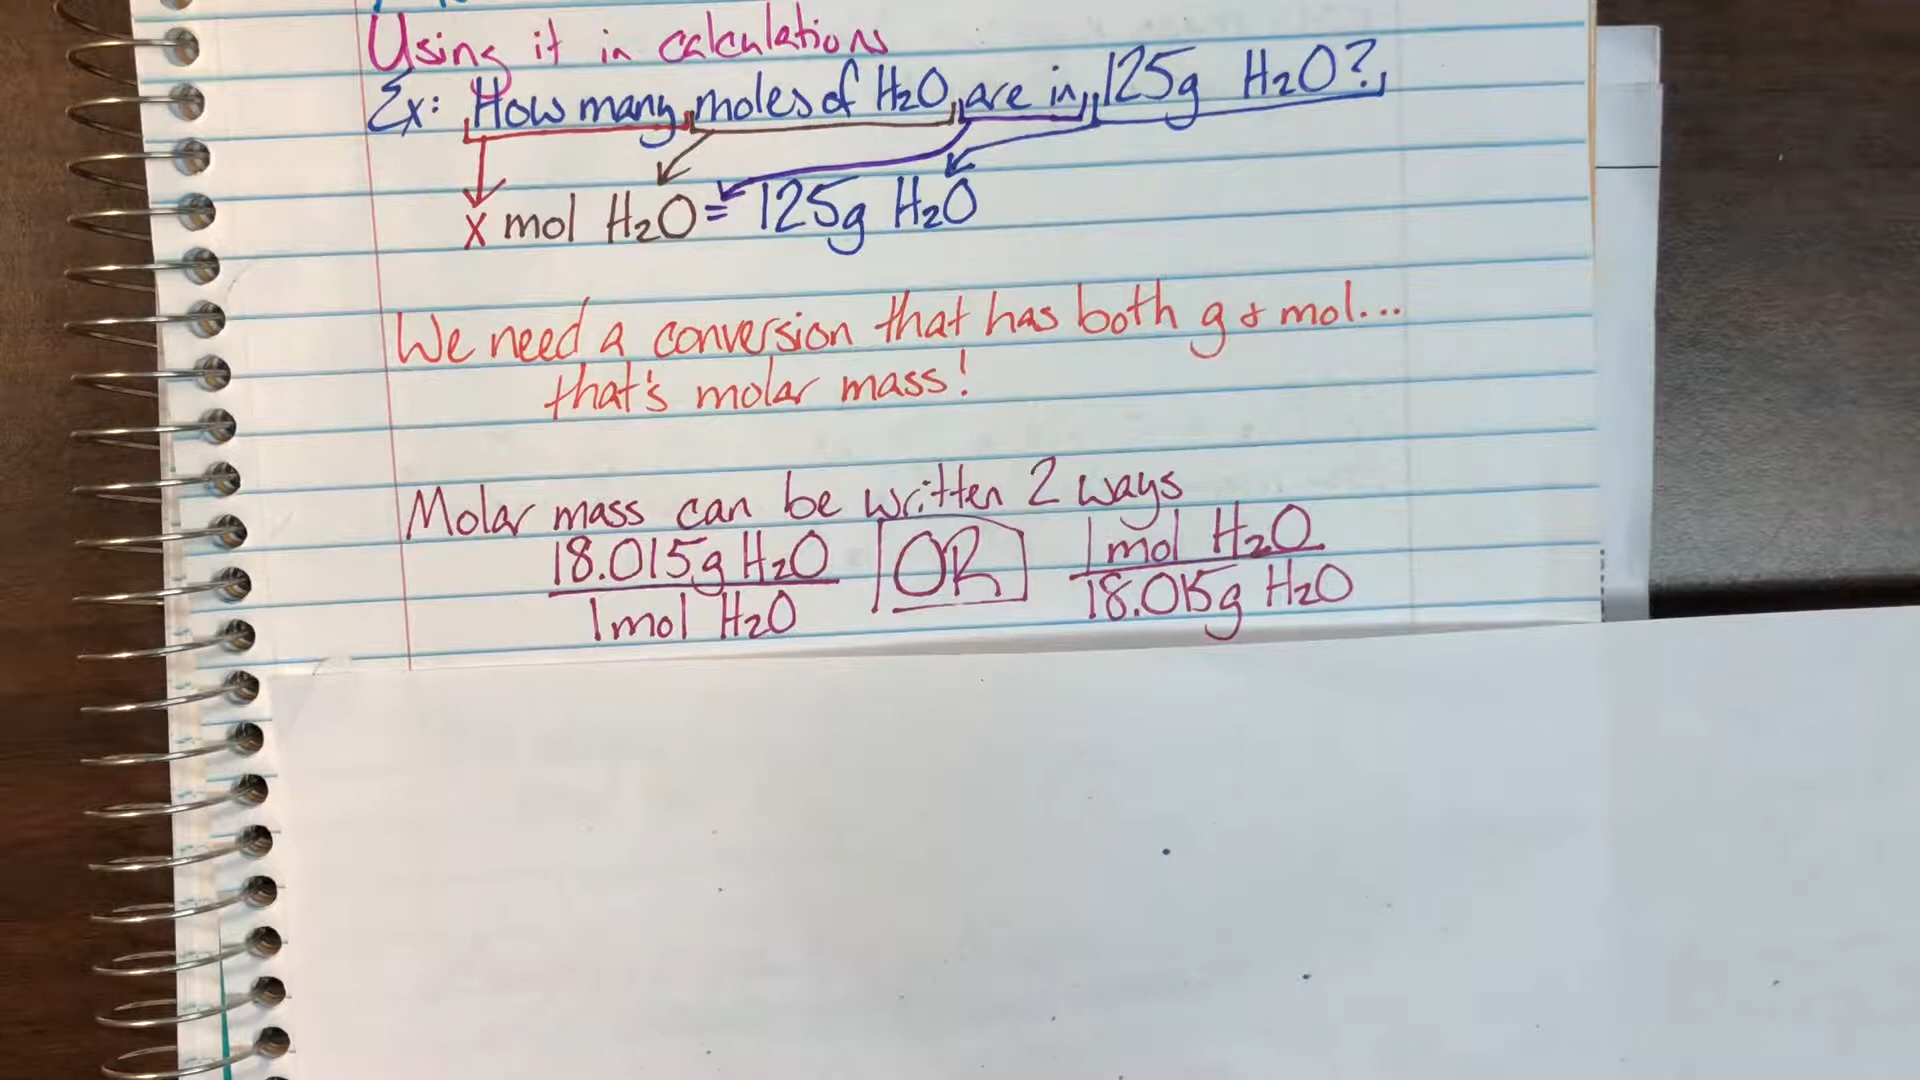 Using it in calculations
Ex: How many moles of H₂O are in 125g H₂O?
x mol H₂O = 125g H₂O
We need a conversion that has both g & mol...
that's molar mass!
Molar mass can be written 2 ways
18.015g H₂O OR 1mol H₂O
1mol H₂O 18.015g H₂O